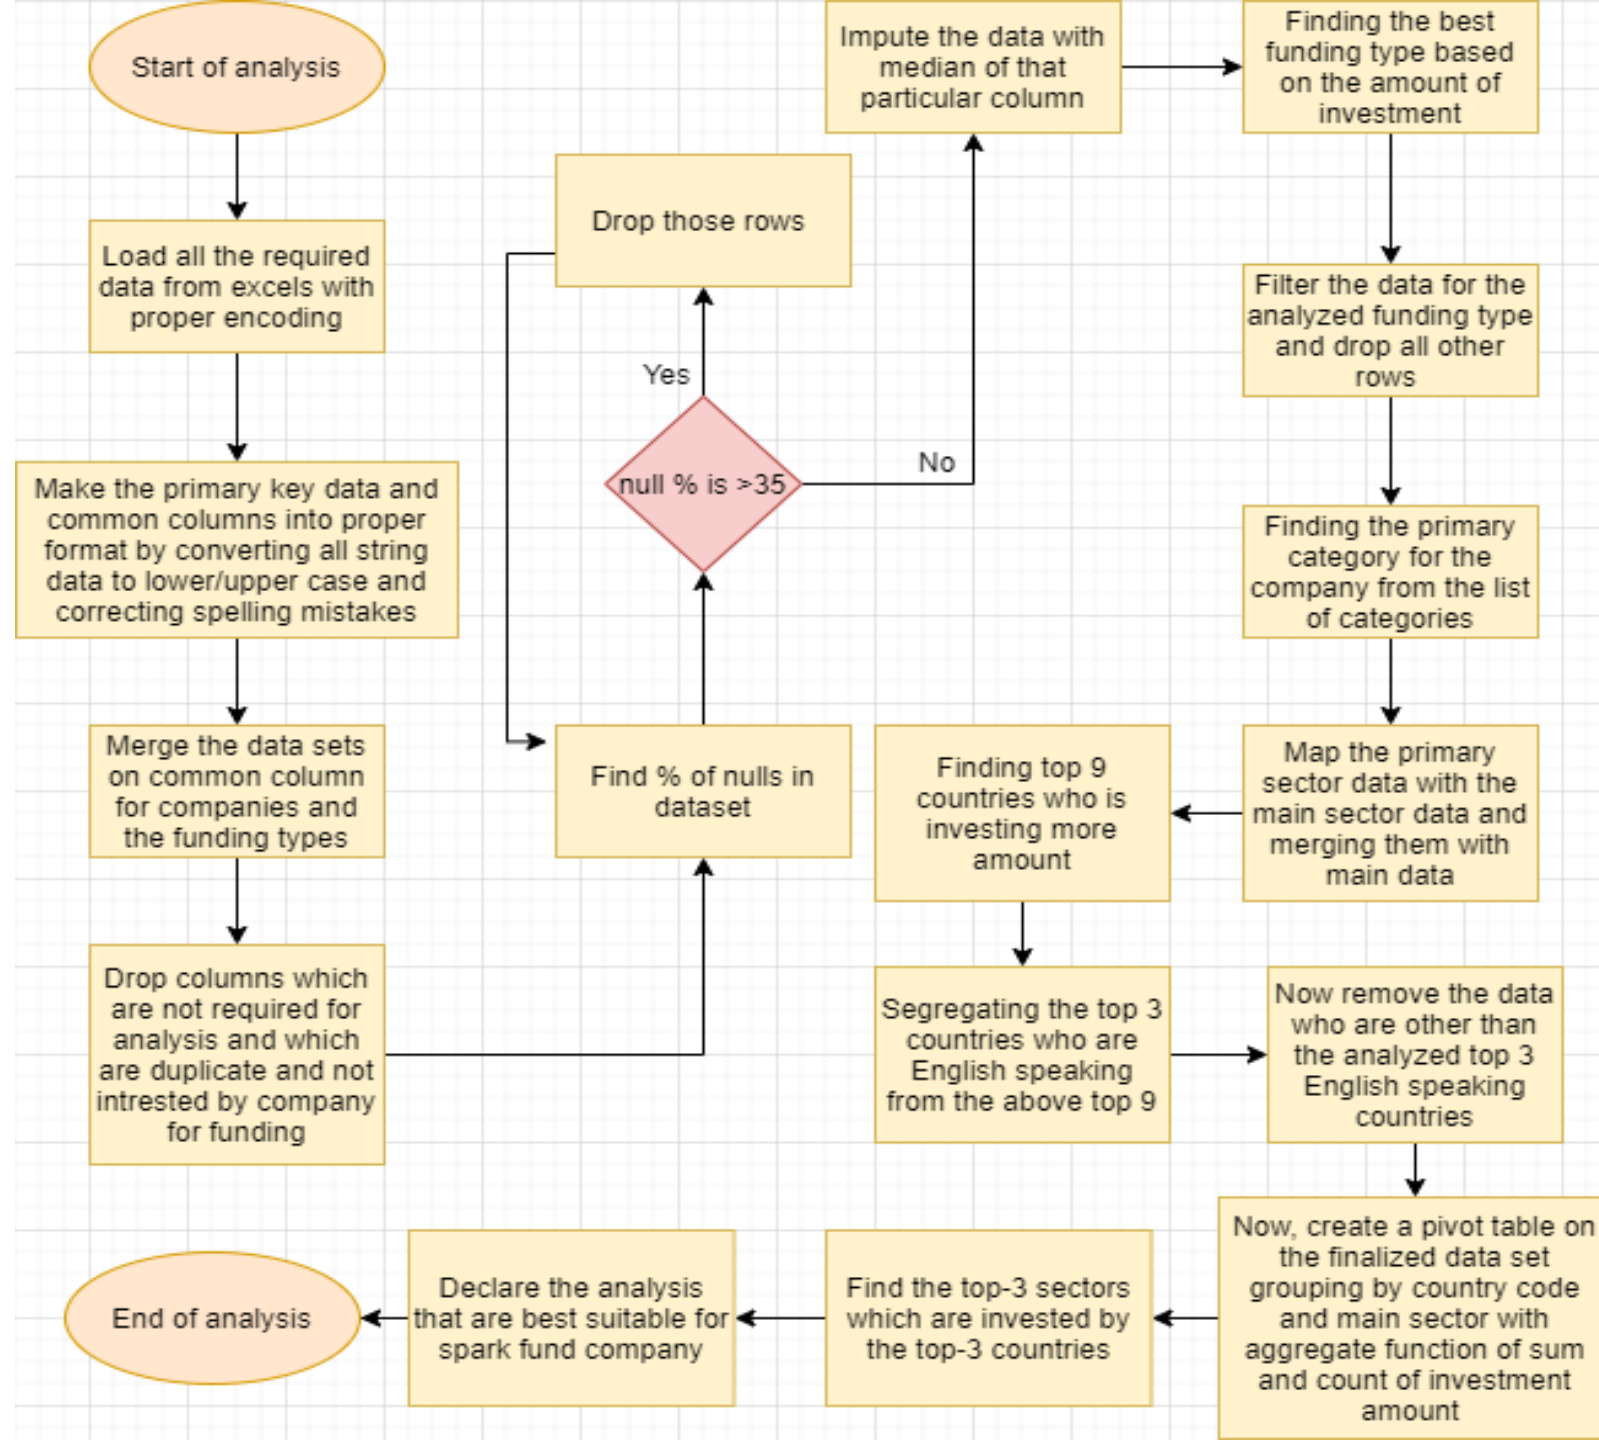 Start of analysis
Load all the required
data from excels with
proper encoding
Make the primary key data and
common columns into proper
format by converting all string
data to lower/upper case and
correcting spelling mistakes
Merge the data sets
on common column
for companies and
the funding types
Drop columns which
are not required for
analysis and which
are duplicate and not
intrested by company
for funding
Find % of nulls in
dataset
null % is >35
Yes
Drop those rows
No
Impute the data with
median of that
particular column
Finding the best
funding type based
on the amount of
investment
Filter the data for the
analyzed funding type
and drop all other
rows
Finding the primary
category for the
company from the list
of categories
Map the primary
sector data with the
main sector data and
merging them with
main data
Finding top 9
countries who is
investing more
amount
Segregating the top 3
countries who are
English speaking
from the above top 9
Now remove the data
who are other than
the analyzed top 3
English speaking
countries
Now, create a pivot table on
the finalized data set
grouping by country code
and main sector with
aggregate function of sum
and count of investment
amount
Find the top-3 sectors
which are invested by
the top-3 countries
Declare the analysis
that are best suitable for
spark fund company
End of analysis